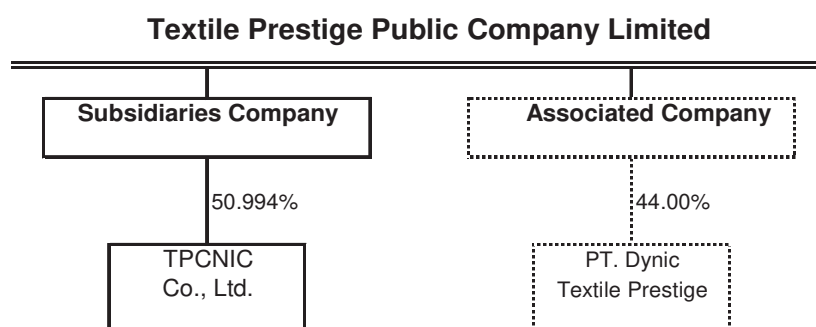 Textile Prestige Public Company Limited
Subsidiaries Company
Associated Company
50.994%
44.00%
TPCNIC
Co., Ltd.
PT. Dynic
Textile Prestige